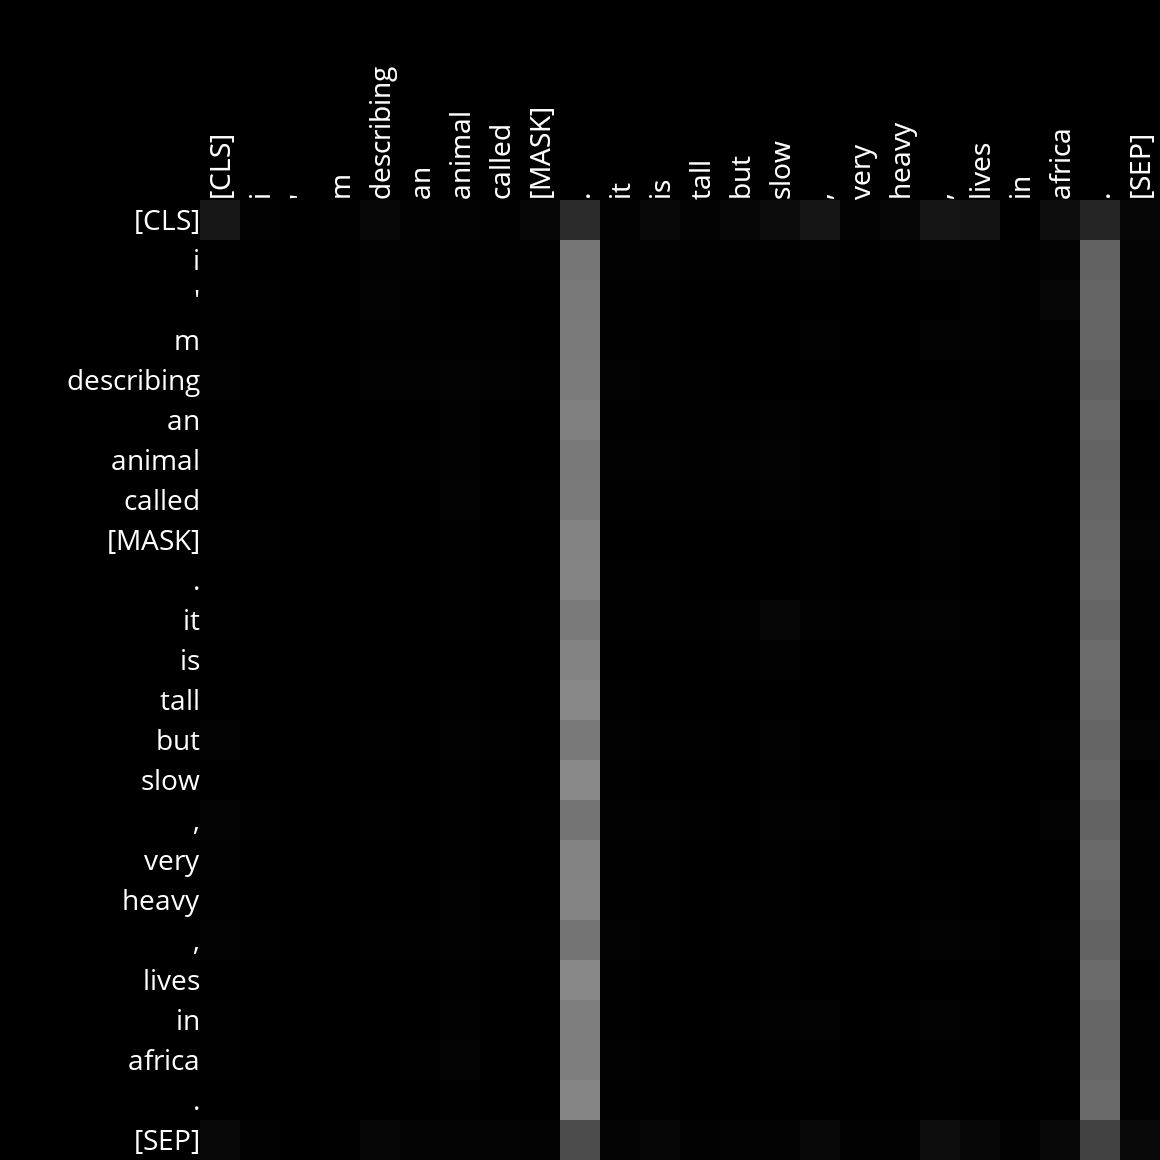 [CLS] i ' m describing an animal called [MASK] . it is tall but slow , very heavy , lives in africa . [SEP]
[CLS]
i
'
m
describing
an
animal
called
[MASK]
.
it
is
tall
but
slow
,
very
heavy
,
lives
in
africa
.
[SEP]